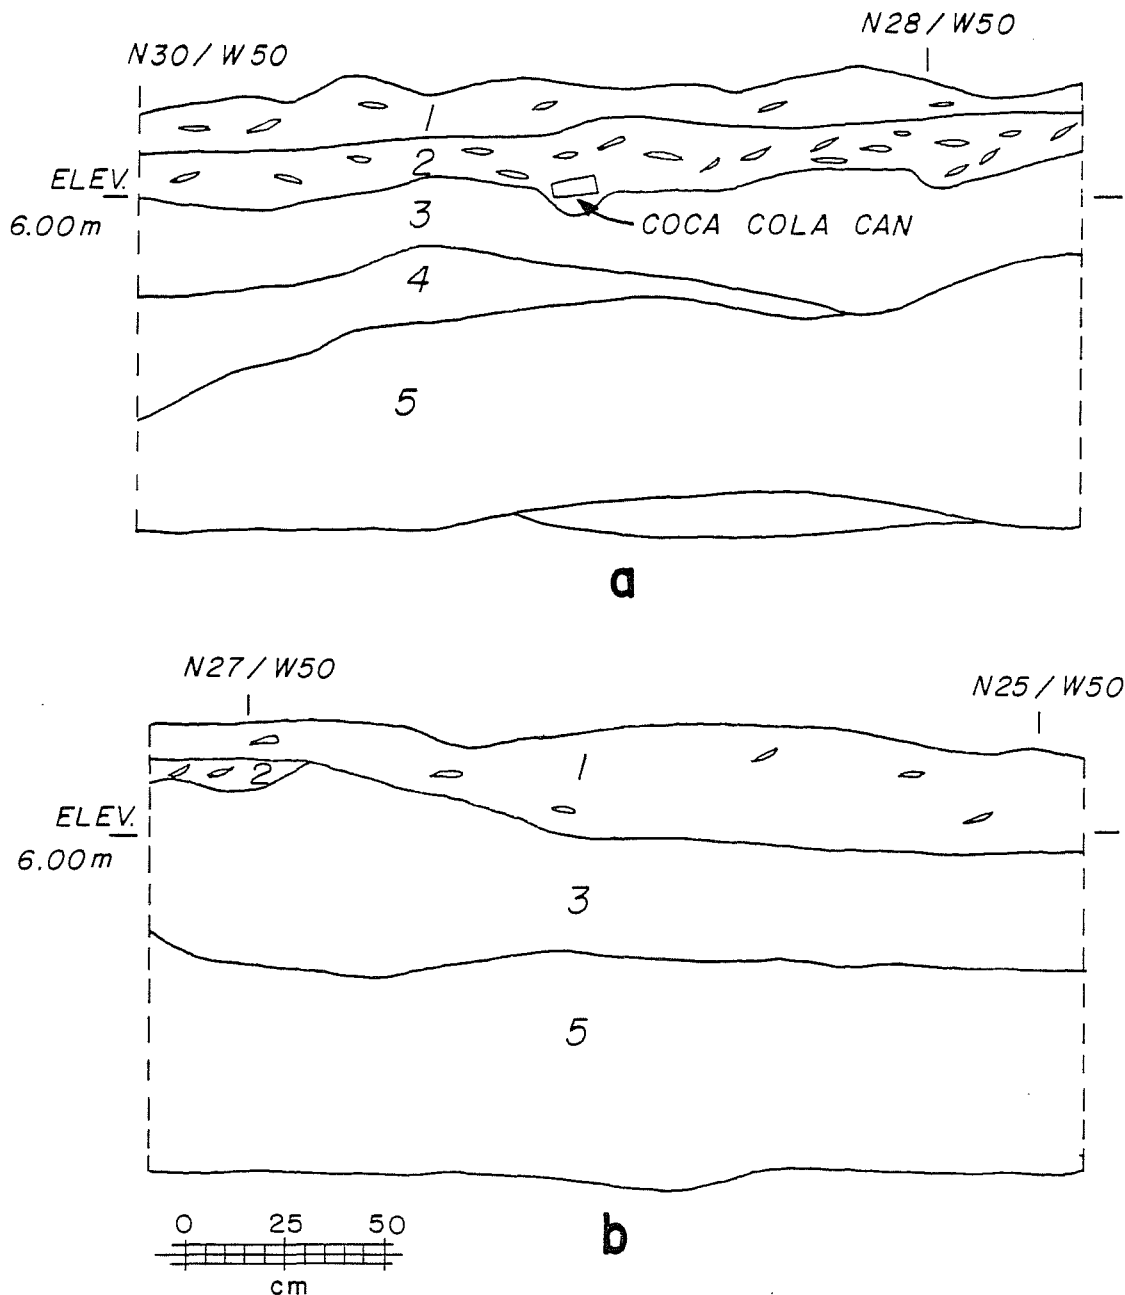 N30/W50
N28/W50
1
2
ELEV.
6.00m
3
COCA COLA CAN
4
5
a
N27/W50
N25/W50
1
2
ELEV.
6.00m
3
5
0 25 50
cm
b